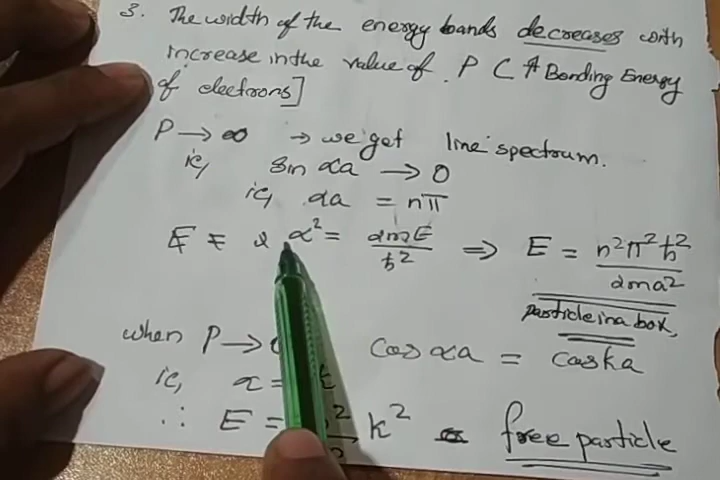 3. The width of the energy bands decreases with
increase in the value of P (↑ Bonding Energy
of electrons]
P → ∞ → we get line spectrum.
ie, sin αa → 0
ie, αa = nπ
α² = 2mE / ħ² ⇒ E = n²π²ħ² / 2ma²
particle in a box,
when P → cos αa = cos ka
ie, α =
∴ E = k² free particle